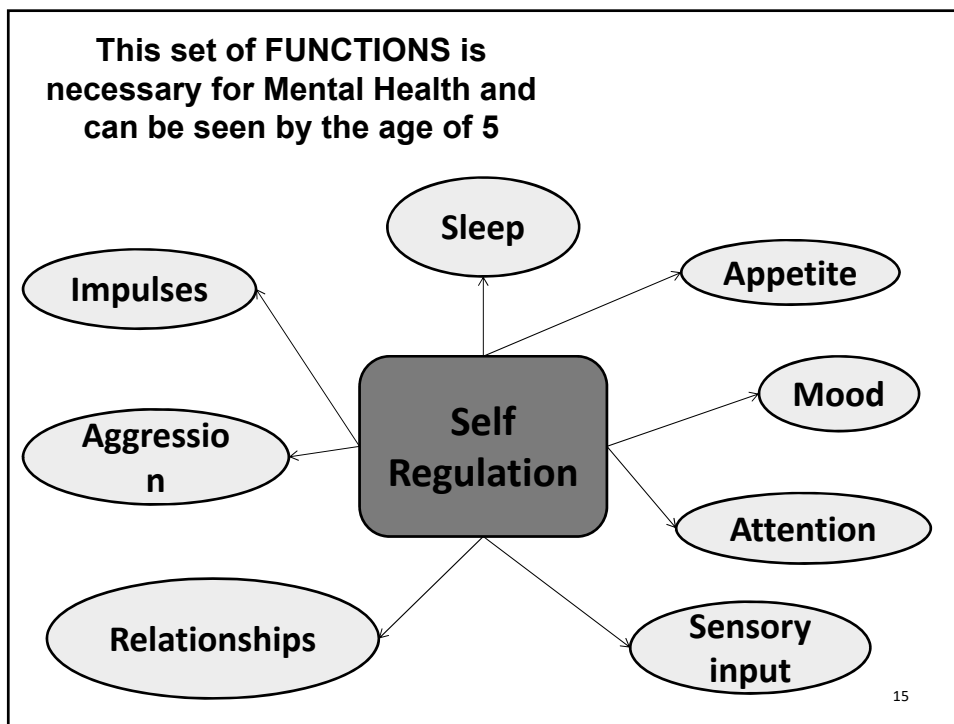 This set of FUNCTIONS is
necessary for Mental Health and
can be seen by the age of 5
Sleep
Impulses
Appetite
Mood
Self
Regulation
Aggressio
n
Attention
Relationships
Sensory
input
15